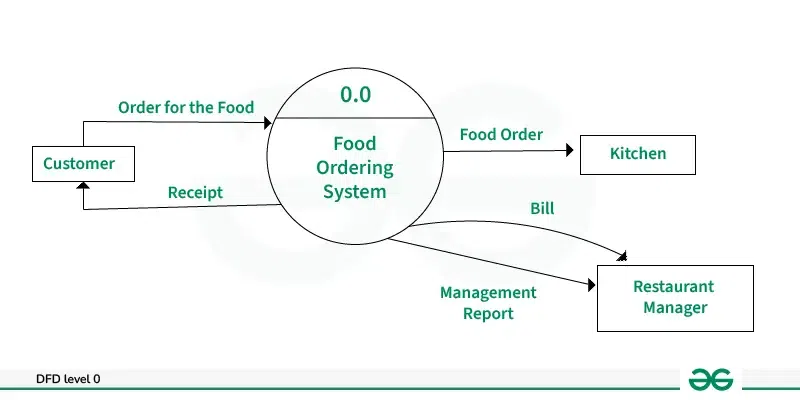 0.0
Order for the Food
Food
Ordering
System
Food Order
Customer
Kitchen
Receipt
Bill
Restaurant
Manager
Management
Report
DFD level 0